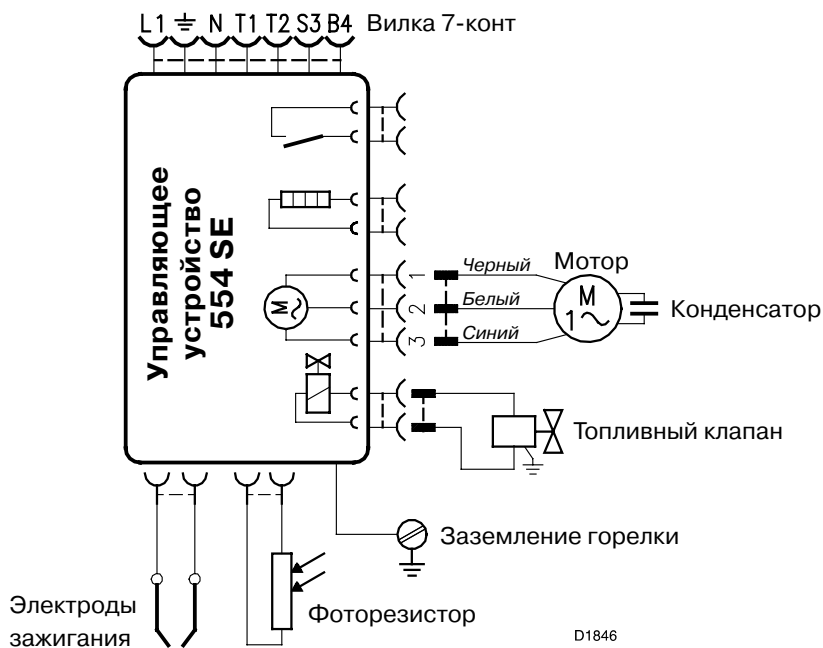 L1 N T1 T2 S3 B4 Вилка 7-конт
Управляющее
устройство
554 SE
M
1 Черный
2 Белый
3 Синий
Мотор
M
1
Конденсатор
Топливный клапан
Заземление горелки
Фоторезистор
Электроды
зажигания
D1846